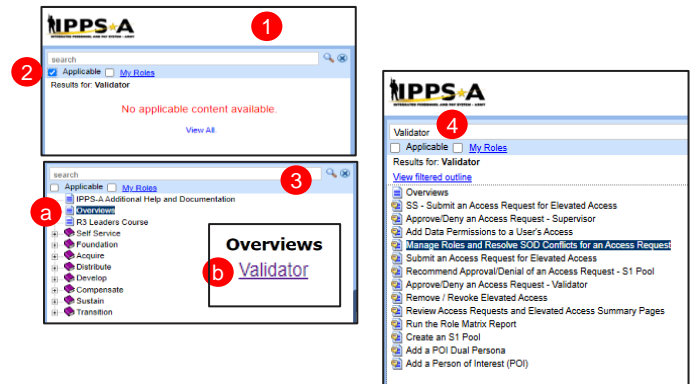 IPPS-A
INTEGRATED PERSONNEL AND PAY SYSTEM - ARMY
1
search
2
Applicable My Roles
Results for: Validator
No applicable content available.
View All
search
3
Applicable My Roles
IPPS-A Additional Help and Documentation
a
Overviews
R3 Leaders Course
Self Service
Foundation
Acquire
Distribute
Develop
Compensate
Sustain
Transition
Overviews
b
Validator
IPPS-A
INTEGRATED PERSONNEL AND PAY SYSTEM - ARMY
4
Validator
Applicable My Roles
Results for: Validator
View filtered outline
Overviews
SS - Submit an Access Request for Elevated Access
Approve/Deny an Access Request - Supervisor
Add Data Permissions to a User's Access
Manage Roles and Resolve SOD Conflicts for an Access Request
Submit an Access Request for Elevated Access
Recommend Approval/Denial of an Access Request - S1 Pool
Approve/Deny an Access Request - Validator
Remove / Revoke Elevated Access
Review Access Requests and Elevated Access Summary Pages
Run the Role Matrix Report
Create an S1 Pool
Add a POI Dual Persona
Add a Person of Interest (POI)